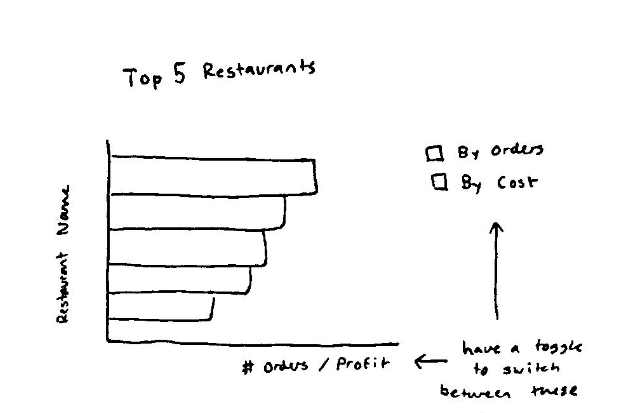 Top 5 Restaurants
By Orders
By Cost
Restaurant Name
# Orders / Profit
have a toggle
to switch
between these